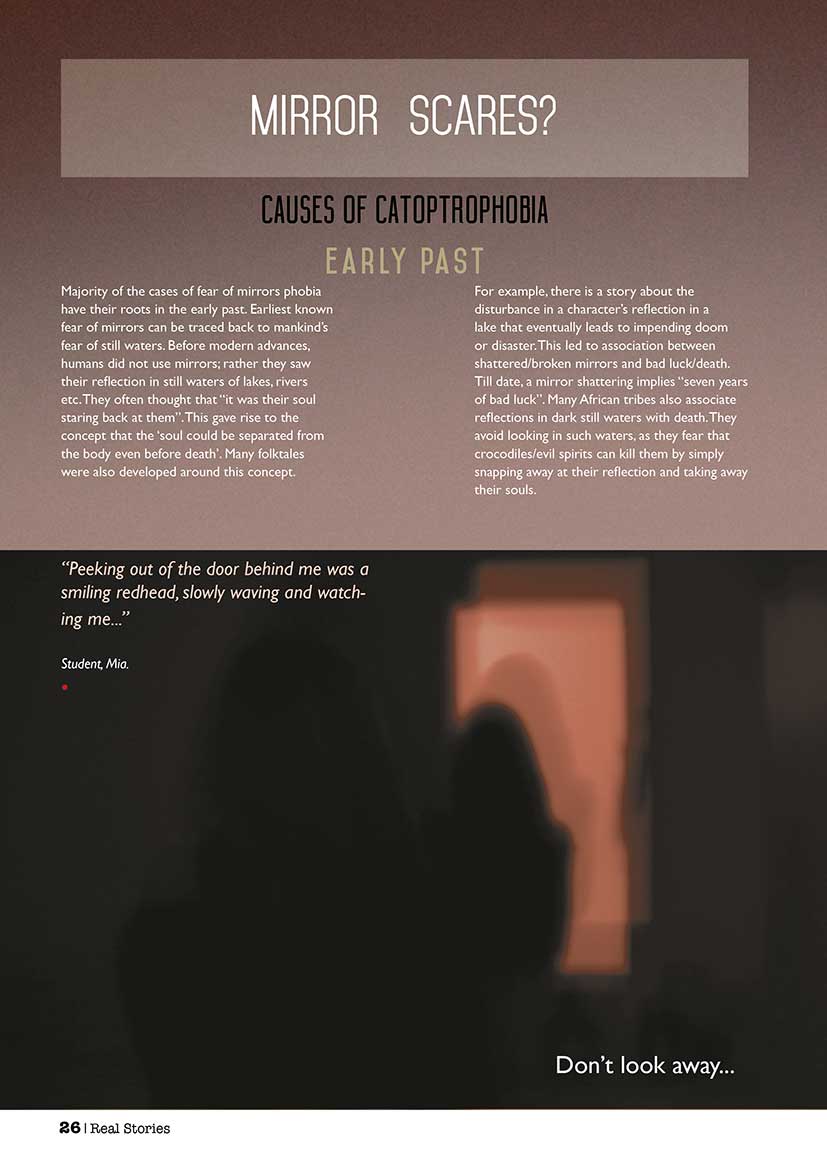 MIRROR SCARES?
CAUSES OF CATOPTROPHOBIA
EARLY PAST
Majority of the cases of fear of mirrors phobia
have their roots in the early past. Earliest known
fear of mirrors can be traced back to mankind's
fear of still waters. Before modern advances,
humans did not use mirrors; rather they saw
their reflection in still waters of lakes, rivers
etc. They often thought that “it was their soul
staring back at them”. This gave rise to the
concept that the ‘soul could be separated from
the body even before death’. Many folktales
were also developed around this concept.
For example, there is a story about the
disturbance in a character’s reflection in a
lake that eventually leads to impending doom
or disaster. This led to association between
shattered/broken mirrors and bad luck/death.
Till date, a mirror shattering implies “seven years
of bad luck”. Many African tribes also associate
reflections in dark still waters with death. They
avoid looking in such waters, as they fear that
crocodiles/evil spirits can kill them by simply
snapping away at their reflection and taking away
their souls.
“Peeking out of the door behind me was a
smiling redhead, slowly waving and watch-
ing me...”
Student, Mia.
Don’t look away...
26 | Real Stories